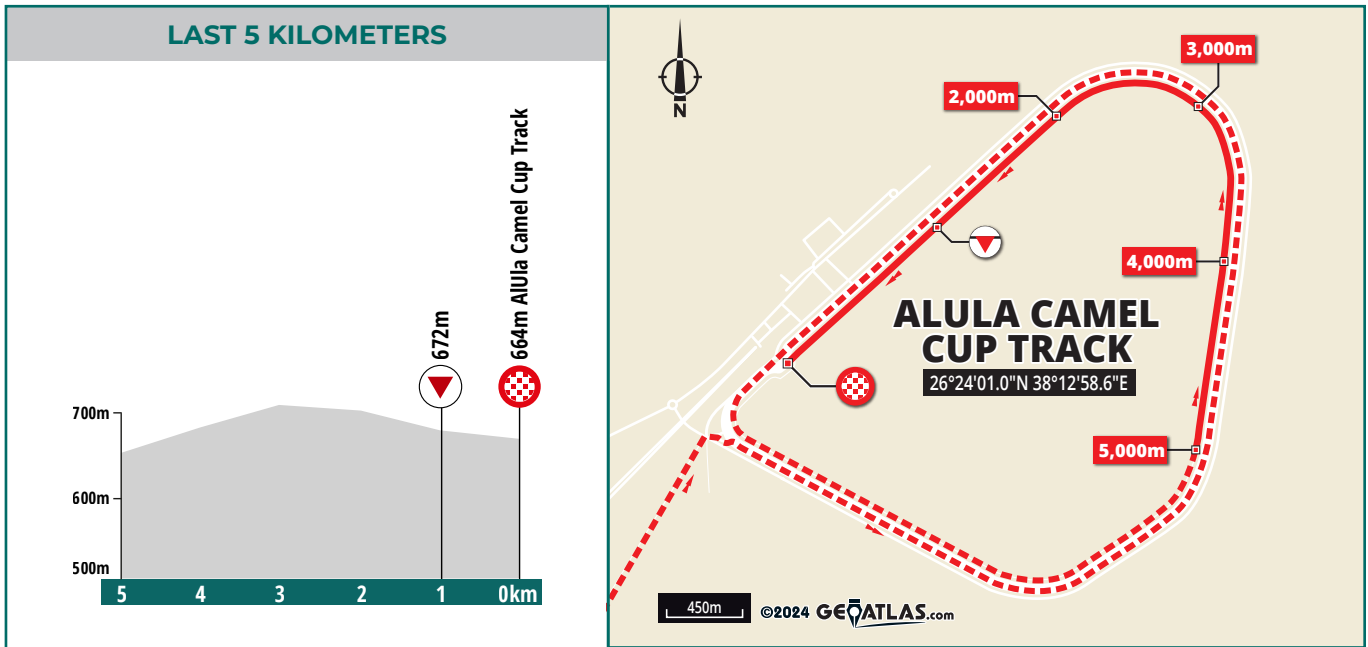 LAST 5 KILOMETERS
672m
664m AlUla Camel Cup Track
700m
600m
500m
5
4
3
2
1
0km
N
3,000m
2,000m
4,000m
ALULA CAMEL
CUP TRACK
26°24'01.0"N 38°12'58.6"E
5,000m
450m
©2024 GEOATLAS.com